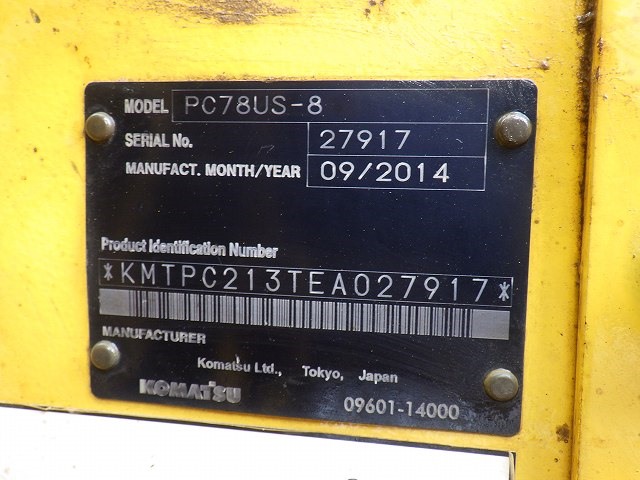 MODEL PC78US-8
SERIAL No. 27917
MANUFACT. MONTH/YEAR 09/2014
Product Identification Number
*KMTPC213TEA027917*
MANUFACTURER
Komatsu Ltd., Tokyo, Japan
KOMATSU
09601-14000